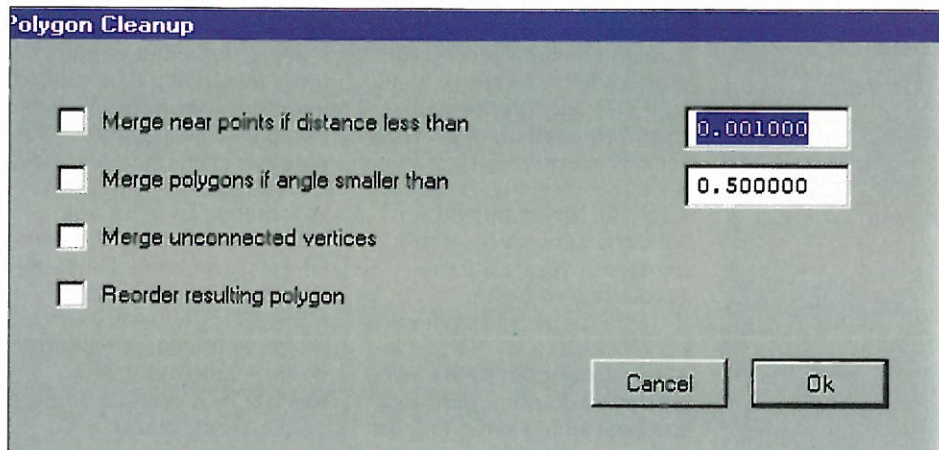 Polygon Cleanup
Merge near points if distance less than 0.001000
Merge polygons if angle smaller than 0.500000
Merge unconnected vertices
Reorder resulting polygon
Cancel Ok